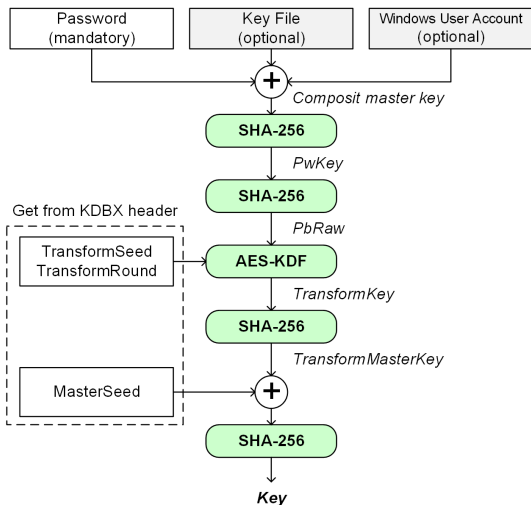 Password
(mandatory)
Key File
(optional)
Windows User Account
(optional)
+
Composit master key
SHA-256
PwKey
SHA-256
Get from KDBX header
PbRaw
TransformSeed
TransformRound
AES-KDF
TransformKey
SHA-256
TransformMasterKey
MasterSeed
+
SHA-256
Key